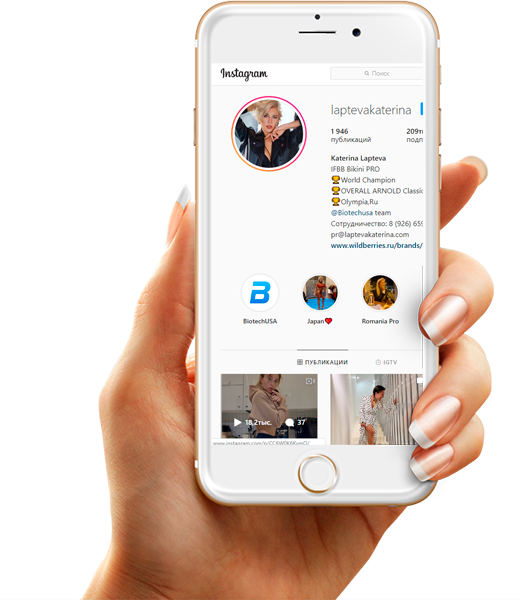 Instagram
Поиск
laptevakaterina
1 946
публикаций
209т
подп
Katerina Lapteva
IFBB Bikini PRO
🏆World Champion
🏆OVERALL ARNOLD Classic
🏆Olympia,Ru
@Biotechusa team
Сотрудничество: 8 (926) 659
pr@laptevakaterina.com
www.wildberries.ru/brands/
B
BiotechUSA
Japan❤️
Romania Pro
ПУБЛИКАЦИИ
IGTV
18,2тыс.
37